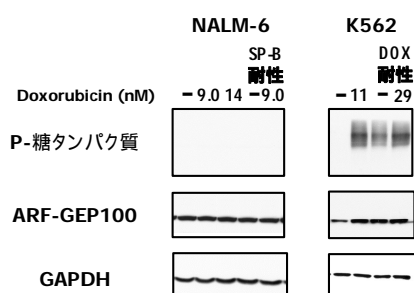 NALM-6 K562
SP-B DOX
耐性 耐性
Doxorubicin (nM) － 9.0 14 －9.0 －11 － 29
P-糖タンパク質
ARF-GEP100
GAPDH